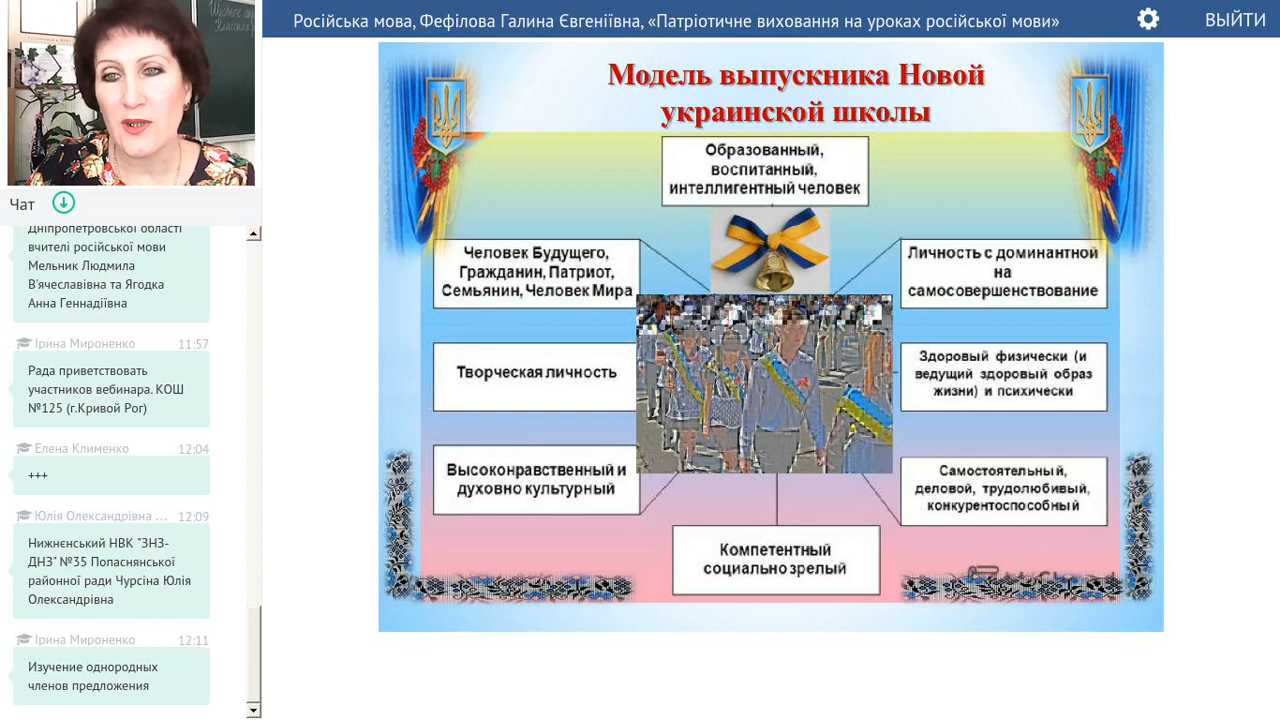 Російська мова, Фефілова Галина Євгеніївна, «Патріотичне виховання на уроках російської мови»
ВЫЙТИ
Чат
Дніпропетровської області
вчителі російської мови
Мельник Людмила
В'ячеславівна та Ягодка
Анна Геннадіївна
Ірина Мироненко 11:57
Рада приветствовать
участников вебинара. КОШ
№125 (г.Кривой Рог)
Елена Клименко 12:04
+++
Юлія Олександрівна ... 12:09
Нижнєнський НВК "ЗНЗ-
ДНЗ" №35 Попаснянської
районної ради Чурсіна Юлія
Олександрівна
Ірина Мироненко 12:11
Изучение однородных
членов предложения
Модель выпускника Новой
украинской школы
Образованный,
воспитанный,
интеллигентный человек
Человек Будущего,
Гражданин, Патриот,
Семьянин, Человек Мира
Личность с доминантной
на
самосовершенствование
Творческая личность
Здоровый физически (и
ведущий здоровый образ
жизни) и психически
Высоконравственный и
духовно культурный
Самостоятельный,
деловой, трудолюбивый,
конкурентоспособный
Компетентный
социально зрелый